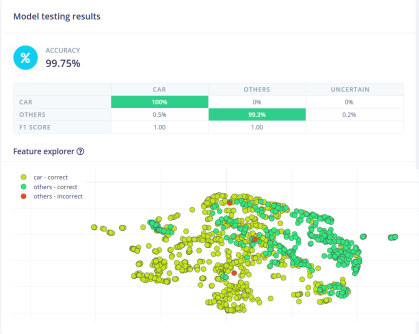 Model testing results
%
ACCURACY
99.75%
CAR OTHERS UNCERTAIN
CAR 100% 0% 0%
OTHERS 0.5% 99.3% 0.2%
F1 SCORE 1.00 1.00
Feature explorer ?
car - correct
others - correct
others - incorrect